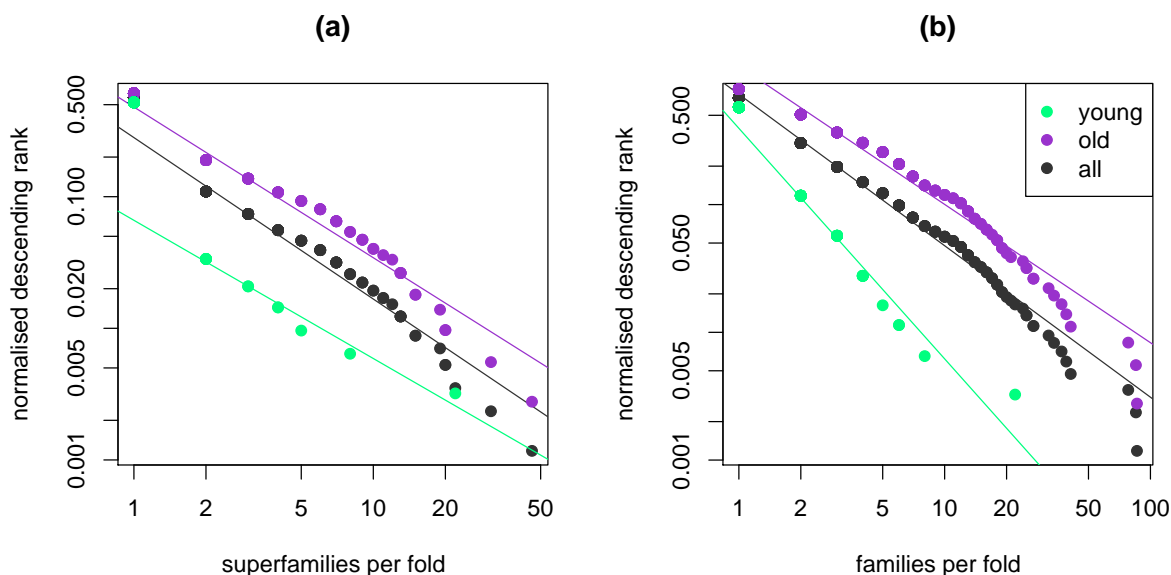 (a)
normalised descending rank
0.500
0.100
0.020
0.005
0.001
1 2 5 10 20 50
superfamilies per fold
(b)
normalised descending rank
0.500
0.050
0.005
0.001
1 2 5 10 20 50 100
families per fold
young
old
all